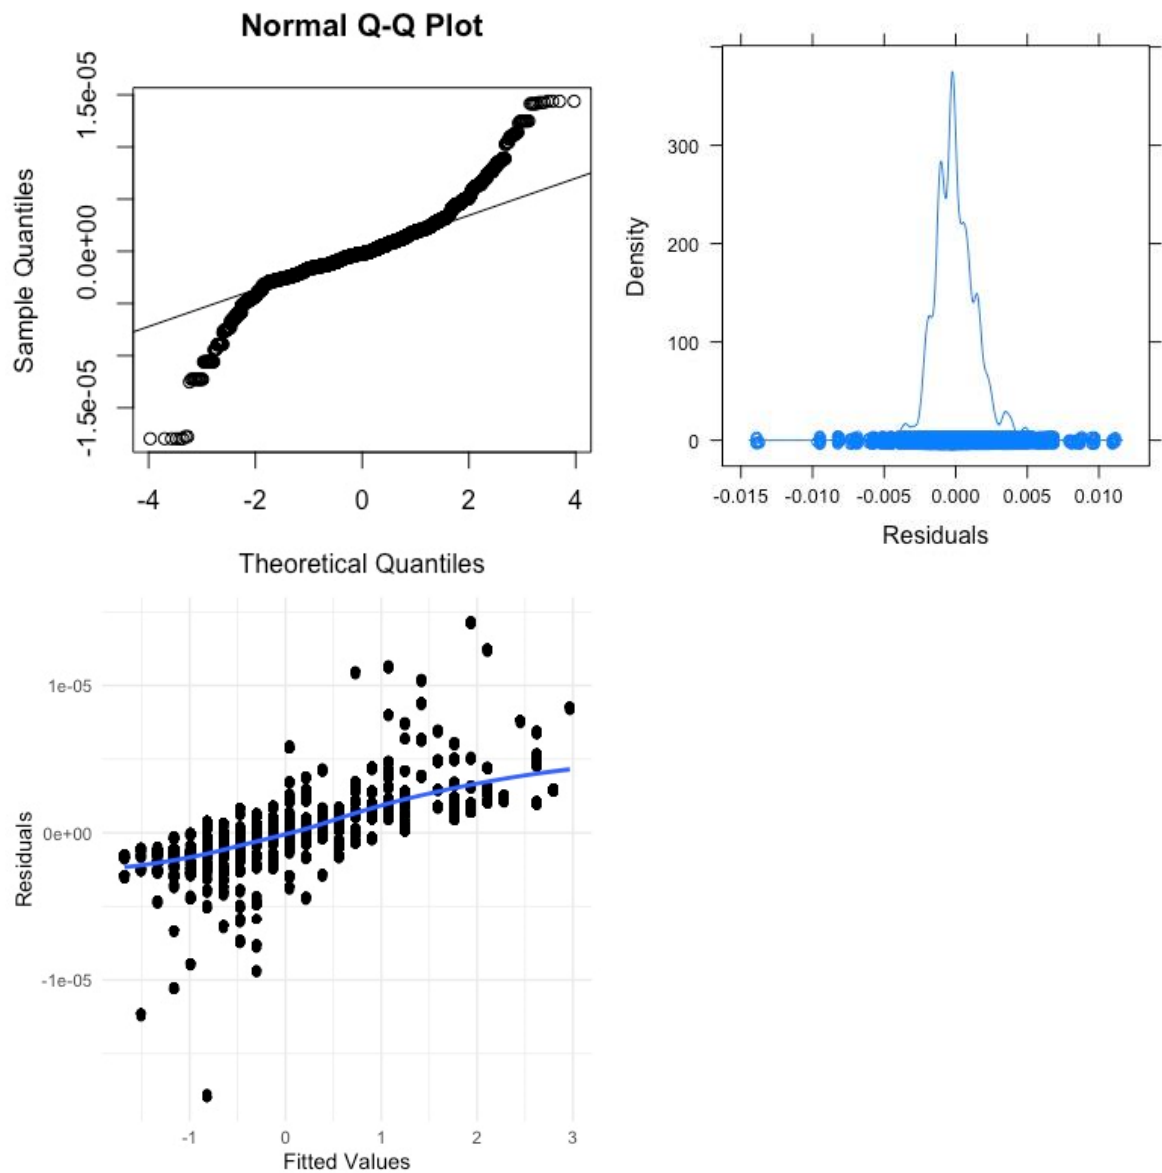 Normal Q-Q Plot
Sample Quantiles
1.5e-05
0.0e+00
-1.5e-05
-4 -2 0 2 4
Theoretical Quantiles
Density
300
200
100
0
-0.015 -0.010 -0.005 0.000 0.005 0.010
Residuals
Residuals
1e-05
0e+00
-1e-05
-1 0 1 2 3
Fitted Values